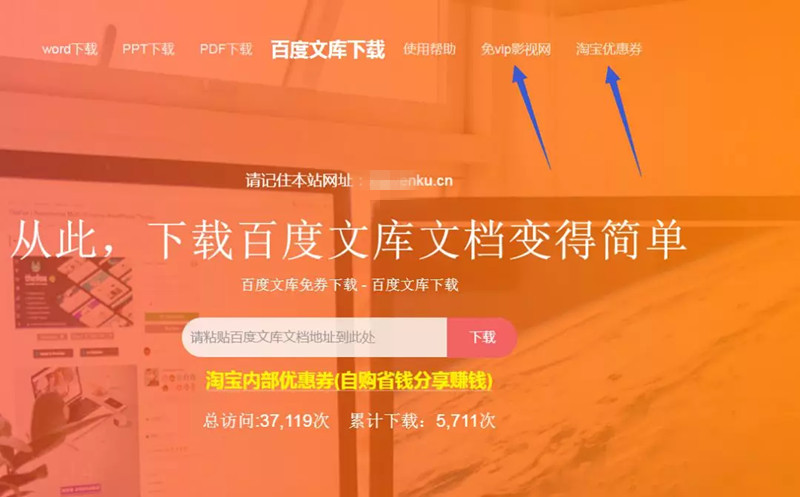 word下载 PPT下载 PDF下载 百度文库下载 使用帮助 免vip影视网 淘宝优惠券
请记住本站网址： enku.cn
从此，下载百度文库文档变得简单
百度文库免券下载 - 百度文库下载
请粘贴百度文库文档地址到此处 下载
淘宝内部优惠券(自购省钱分享赚钱)
总访问:37,119次 累计下载：5,711次